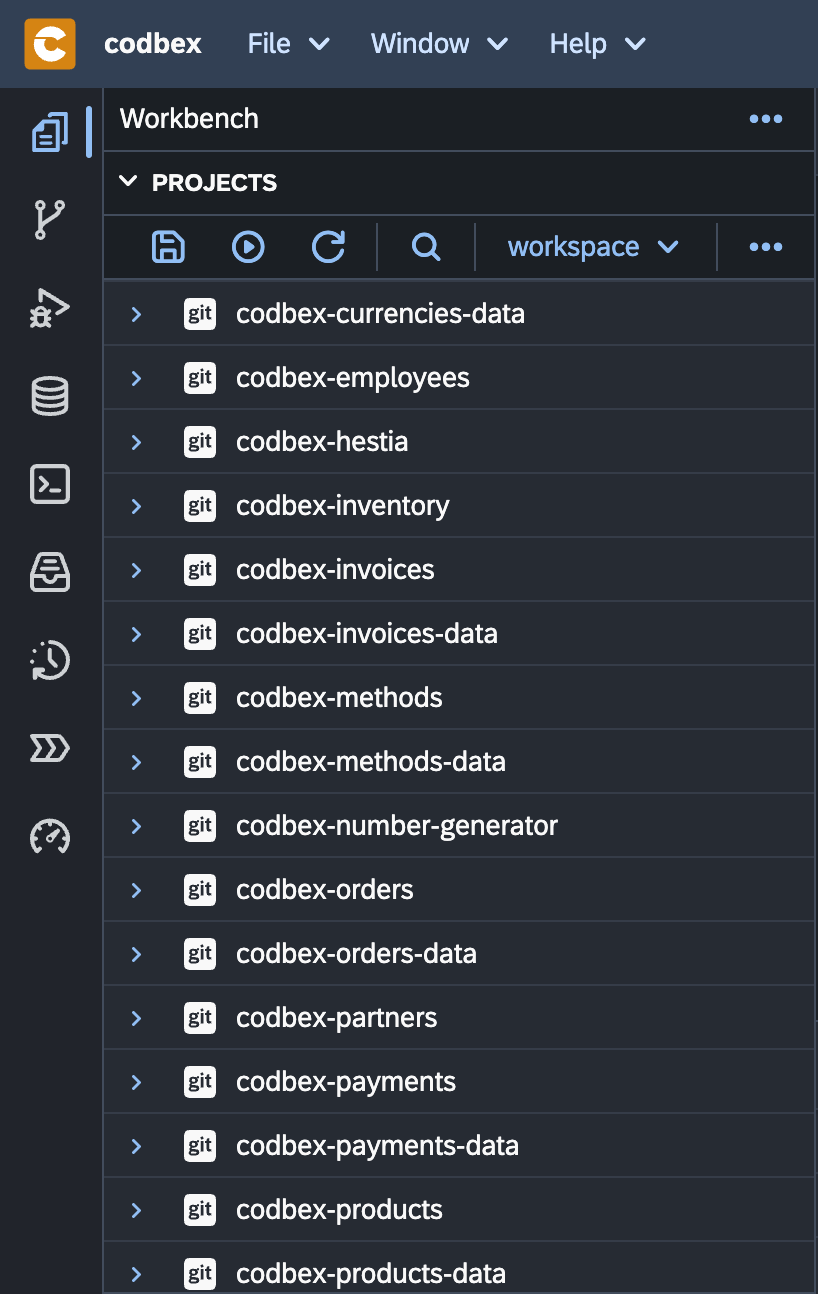 codbex File Window Help
Workbench
PROJECTS
workspace
git codbex-currencies-data
git codbex-employees
git codbex-hestia
git codbex-inventory
git codbex-invoices
git codbex-invoices-data
git codbex-methods
git codbex-methods-data
git codbex-number-generator
git codbex-orders
git codbex-orders-data
git codbex-partners
git codbex-payments
git codbex-payments-data
git codbex-products
git codbex-products-data